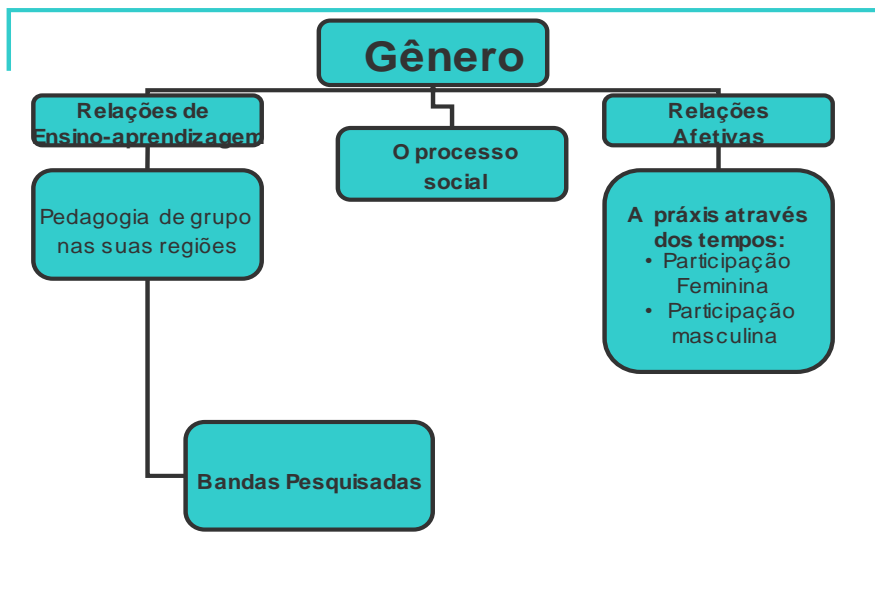 Gênero
Relações de
Ensino-aprendizagem
O processo
social
Relações
Afetivas
Pedagogia de grupo
nas suas regiões
A práxis através
dos tempos:
• Participação
Feminina
• Participação
masculina
Bandas Pesquisadas